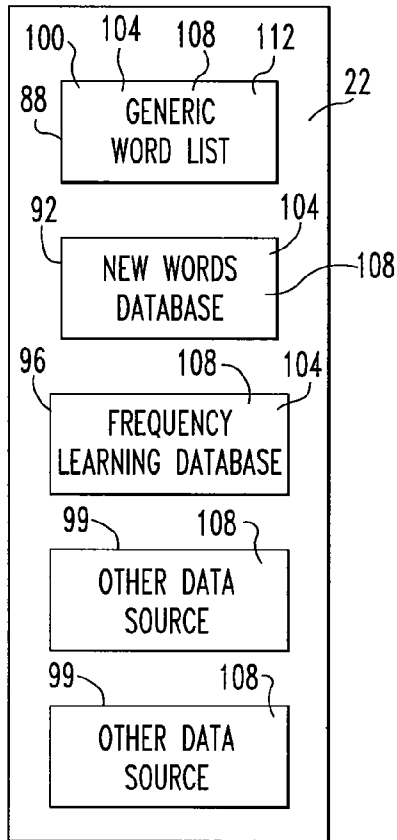 100 104 108 112
88 22
GENERIC
WORD LIST
92 104
NEW WORDS
DATABASE
108
96 108 104
FREQUENCY
LEARNING DATABASE
99 108
OTHER DATA
SOURCE
99 108
OTHER DATA
SOURCE